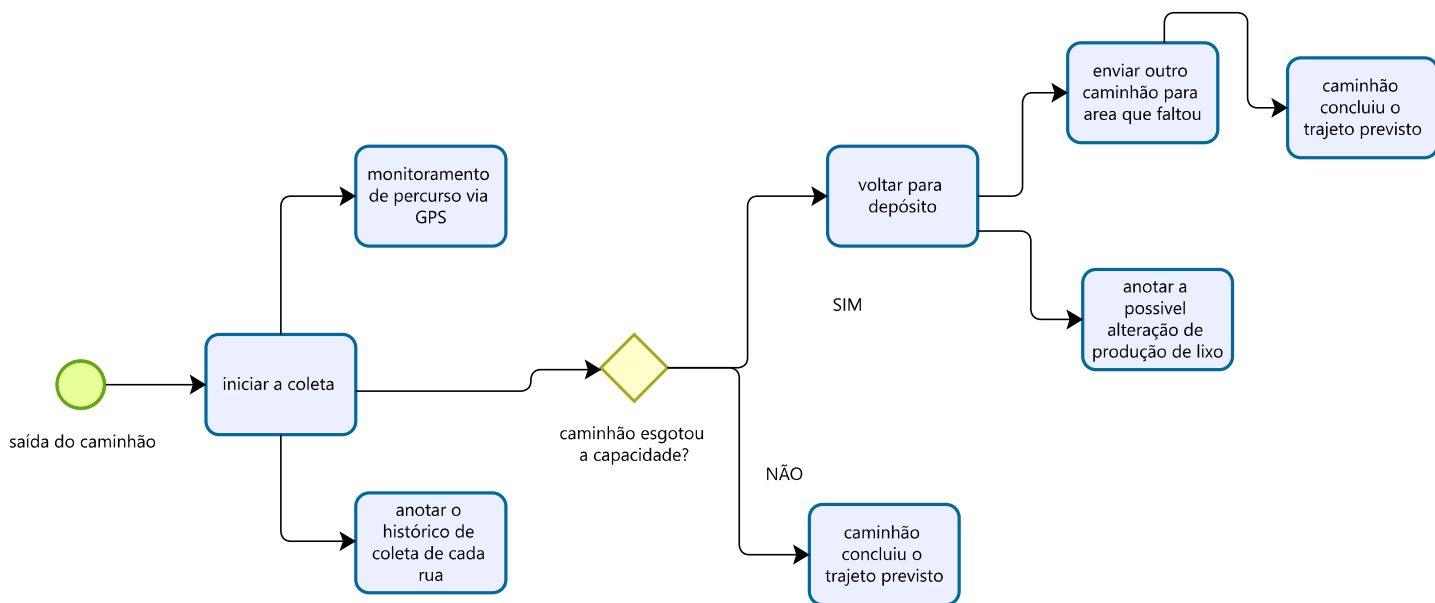 saída do caminhão
iniciar a coleta
monitoramento
de percurso via
GPS
anotar o
histórico de
coleta de cada
rua
caminhão esgotou
a capacidade?
SIM
NÃO
voltar para
depósito
enviar outro
caminhão para
area que faltou
caminhão
concluiu o
trajeto previsto
anotar a
possivel
alteração de
produção de lixo
caminhão
concluiu o
trajeto previsto